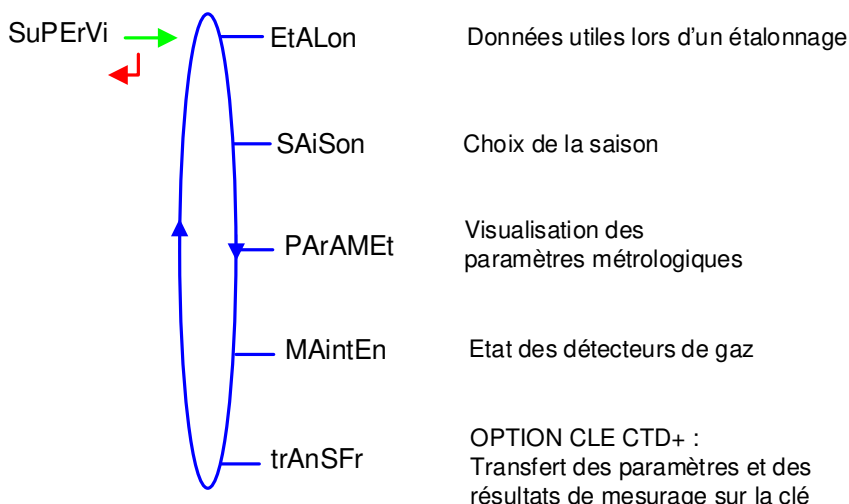 SuPErVi
EtALon
Données utiles lors d'un étalonnage
SAiSon
Choix de la saison
PArAMEt
Visualisation des
paramètres métrologiques
MAintEn
Etat des détecteurs de gaz
trAnSFr
OPTION CLE CTD+ :
Transfert des paramètres et des
résultats de mesurage sur la clé